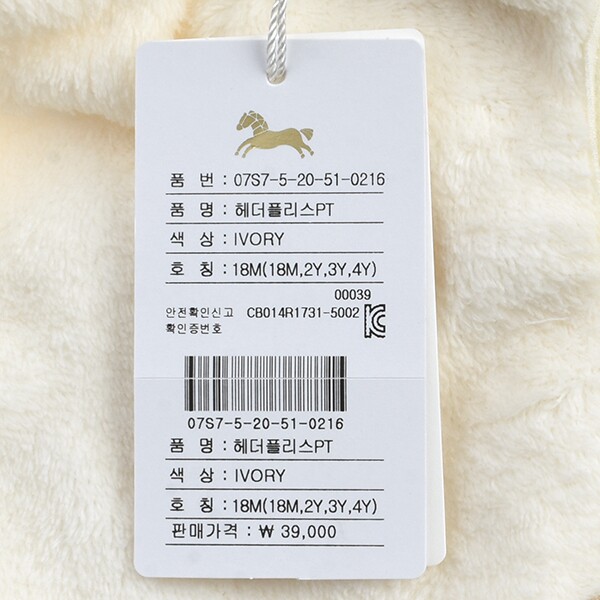 품 번 : 07S7-5-20-51-0216
품 명 : 헤더플리스PT
색 상 : IVORY
호 칭 : 18M(18M,2Y,3Y,4Y)
00039
안전확인신고 CB014R1731-5002
확인증번호
07S7-5-20-51-0216
품 명 : 헤더플리스PT
색 상 : IVORY
호 칭 : 18M(18M,2Y,3Y,4Y)
판매가격 : ₩ 39,000